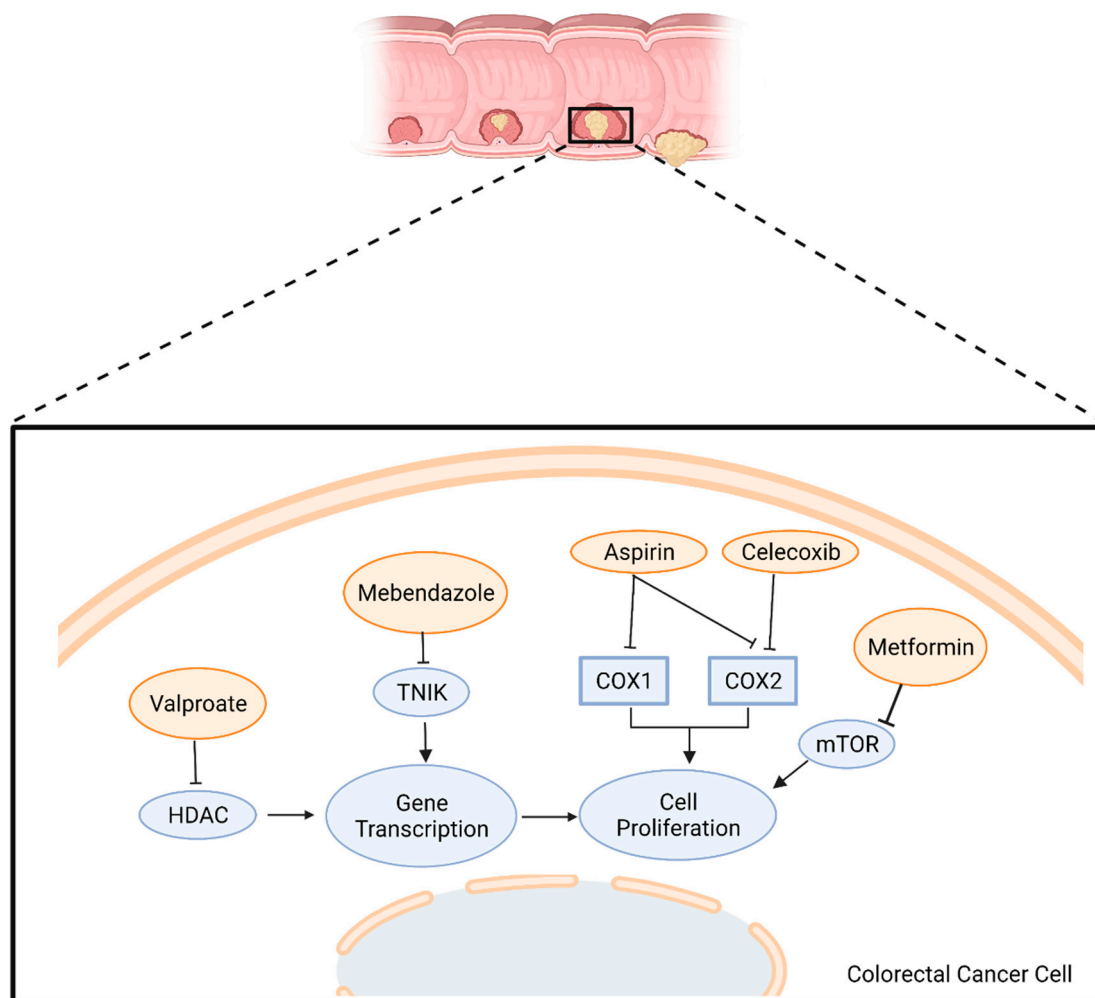 Aspirin
Celecoxib
Mebendazole
Metformin
COX1
COX2
TNIK
Valproate
mTOR
HDAC
Gene
Transcription
Cell
Proliferation
Colorectal Cancer Cell